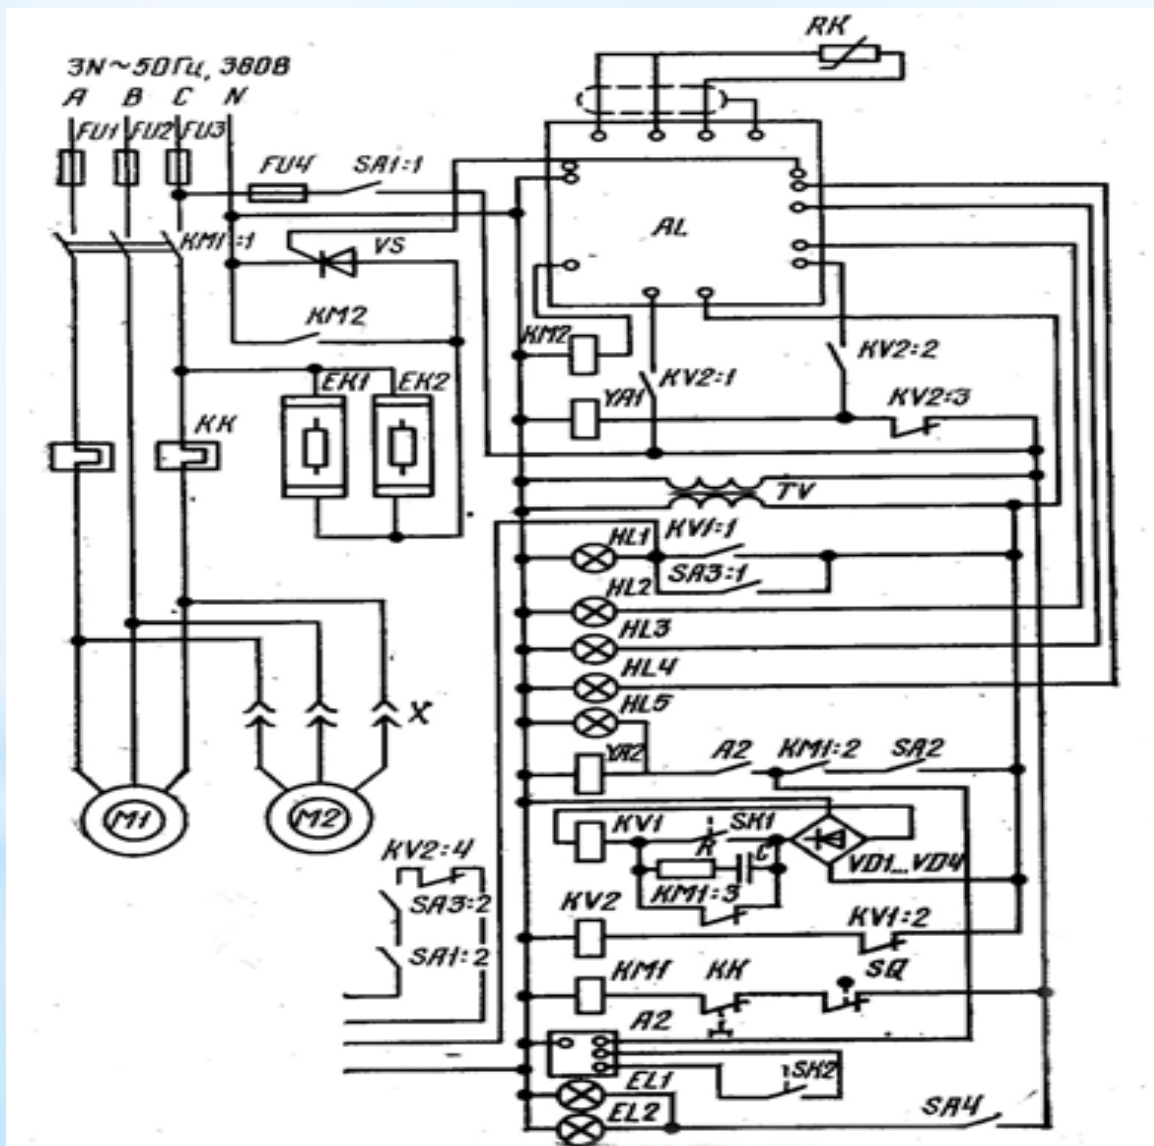 RK
3N~50Гц, 380В
A B C N
FU1 FU2 FU3
FU4 SA1:1
AL
KM1:1 VS
KM2
KM2
KV2:2
KV2:1
EK1 EK2
YA1
KV2:3
KK
TV
KV1:1
HL1
SA3:1
HL2
HL3
HL4
HL5
X
YA2
A2 KM1:2 SA2
M1 M2
KV1 SK1
R C
VD1...VD4
KV2:4
KM1:3
SA3:2
KV2
KV1:2
SA1:2
KM1 KK SQ
A2
SK2
EL1
EL2
SA4